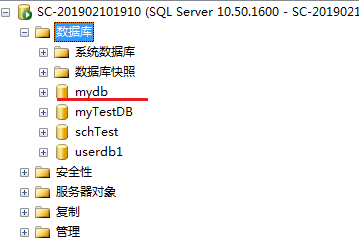 SC-201902101910 (SQL Server 10.50.1600 - SC-201902
数据库
系统数据库
数据库快照
mydb
myTestDB
schTest
userdb1
安全性
服务器对象
复制
管理